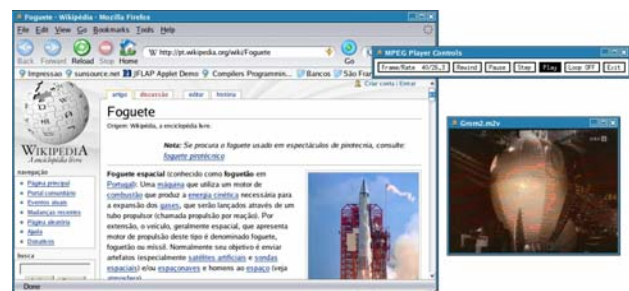 Foguete - Wikipédia - Mozilla Firefox
File Edit View Go Bookmarks Tools Help
Back Forward Reload Stop Home http://pt.wikipedia.org/wiki/Foguete Go
Impressao sunsource.net JFLAP Applet Demo Compilers Programmin... Bancos São Fran
Criar conta / Entrar
artigo discussão editar história
Foguete
Origem: Wikipédia, a enciclopédia livre.
Nota: Se procura o foguete usado em espectáculos de pirotecnia, consulte:
foguete pirotécnico
WIKIPEDIA
A enciclopédia livre
navegação
Página principal
Portal comunitário
Eventos atuais
Mudanças recentes
Página aleatória
Ajuda
Donativos
busca
Foguete espacial (conhecido como foguetão em
Portugal): Uma máquina que utiliza um motor de
combustão que produz a energia cinética necessária para
a expansão dos gases, que serão lançados através de um
tubo propulsor (chamada propulsão por reação). Por
extensão, o veículo, geralmente espacial, que apresenta
motor de propulsão deste tipo é denominado foguete,
foguetão ou míssil. Normalmente seu objetivo é enviar
artefatos (especialmente satélites artificiais e sondas
espaciais) e/ou espaçonaves e homens ao espaço (veja
atmosfera).
Done
MPEG Player Controls
Frame/Rate Rewind Pause Step Play Loop OFF Exit